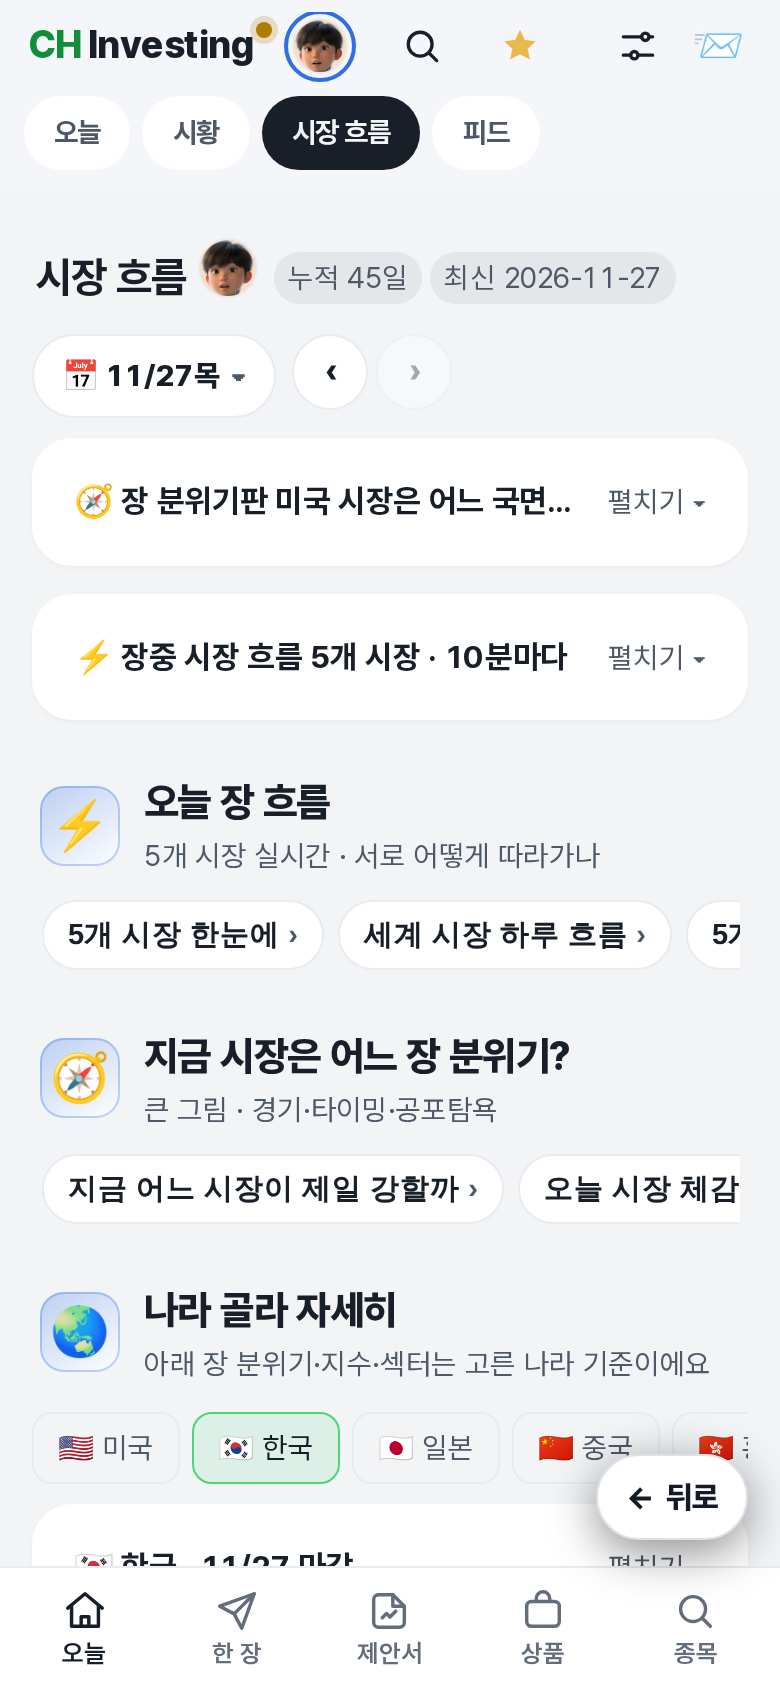 CH Investing
오늘 시황 시장 흐름 피드
시장 흐름 누적 45일 최신 2026-11-27
11/27목
‹ ›
장 분위기판 미국 시장은 어느 국면... 펼치기
장중 시장 흐름 5개 시장 · 10분마다 펼치기
오늘 장 흐름
5개 시장 실시간 · 서로 어떻게 따라가나
5개 시장 한눈에 › 세계 시장 하루 흐름 ›
지금 시장은 어느 장 분위기?
큰 그림 · 경기·타이밍·공포탐욕
지금 어느 시장이 제일 강할까 › 오늘 시장 체감
나라 골라 자세히
아래 장 분위기·지수·섹터는 고른 나라 기준이에요
미국 한국 일본 중국
← 뒤로
한국 11/27 마감 펼치기
오늘 한 장 제안서 상품 종목